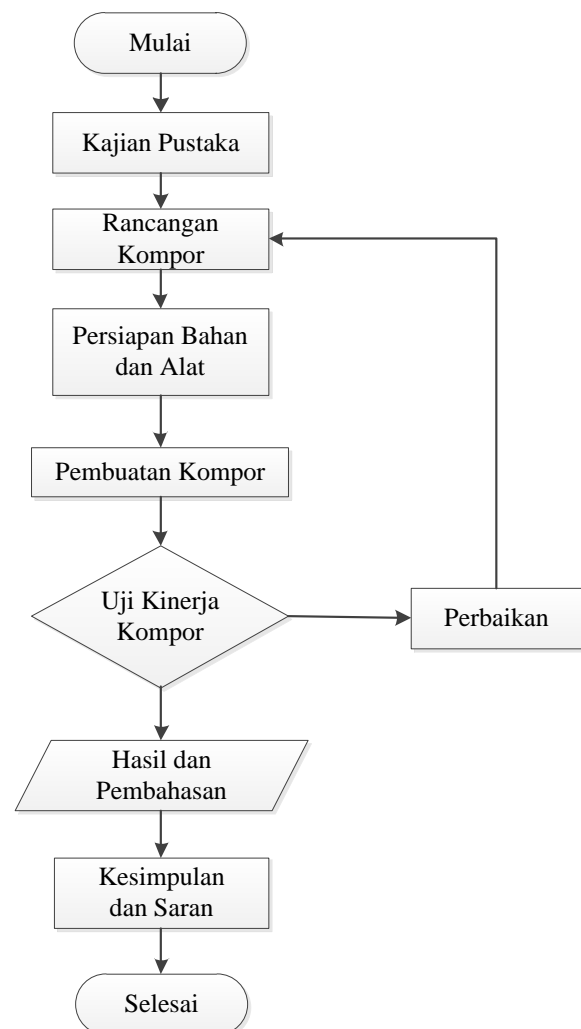 Mulai
Kajian Pustaka
Rancangan
Kompor
Persiapan Bahan
dan Alat
Pembuatan Kompor
Uji Kinerja
Kompor
Perbaikan
Hasil dan
Pembahasan
Kesimpulan
dan Saran
Selesai